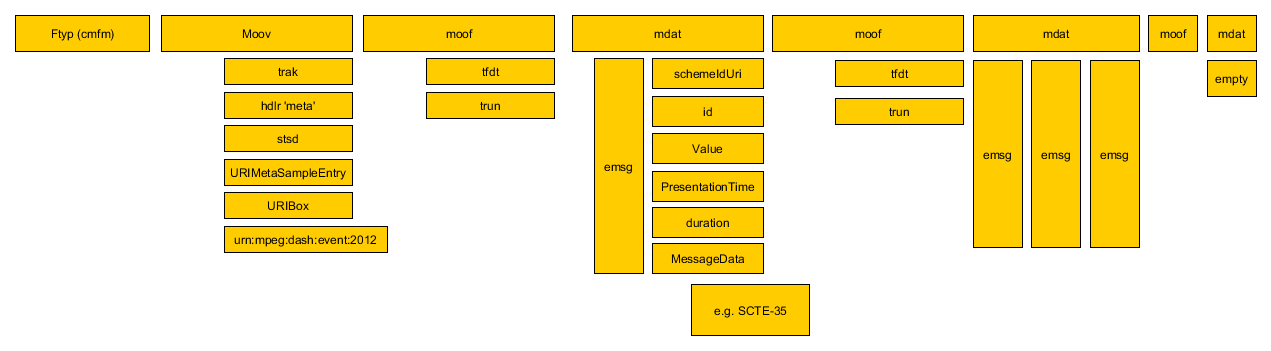 Ftyp (cmfm)
Moov
moof
mdat
moof
mdat
moof
mdat
trak
hdlr 'meta'
stsd
URIMetaSampleEntry
URIBox
urn:mpeg:dash:event:2012
tfdt
trun
emsg
schemeIdUri
id
Value
PresentationTime
duration
MessageData
e.g. SCTE-35
tfdt
trun
emsg
emsg
emsg
empty